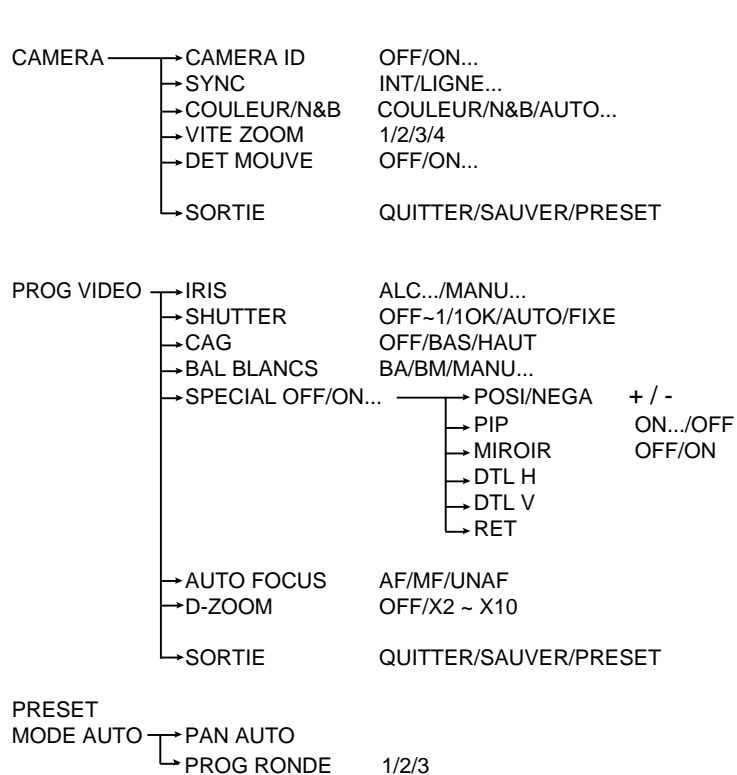 CAMERA CAMERA ID OFF/ON...
SYNC INT/LIGNE...
COULEUR/N&B COULEUR/N&B/AUTO...
VITE ZOOM 1/2/3/4
DET MOUVE OFF/ON...
SORTIE QUITTER/SAUVER/PRESET
PROG VIDEO IRIS ALC.../MANU...
SHUTTER OFF~1/1OK/AUTO/FIXE
CAG OFF/BAS/HAUT
BAL BLANCS BA/BM/MANU...
SPECIAL OFF/ON... POSI/NEGA + / -
PIP ON.../OFF
MIROIR OFF/ON
DTL H
DTL V
RET
AUTO FOCUS AF/MF/UNAF
D-ZOOM OFF/X2 ~ X10
SORTIE QUITTER/SAUVER/PRESET
PRESET
MODE AUTO PAN AUTO
PROG RONDE 1/2/3